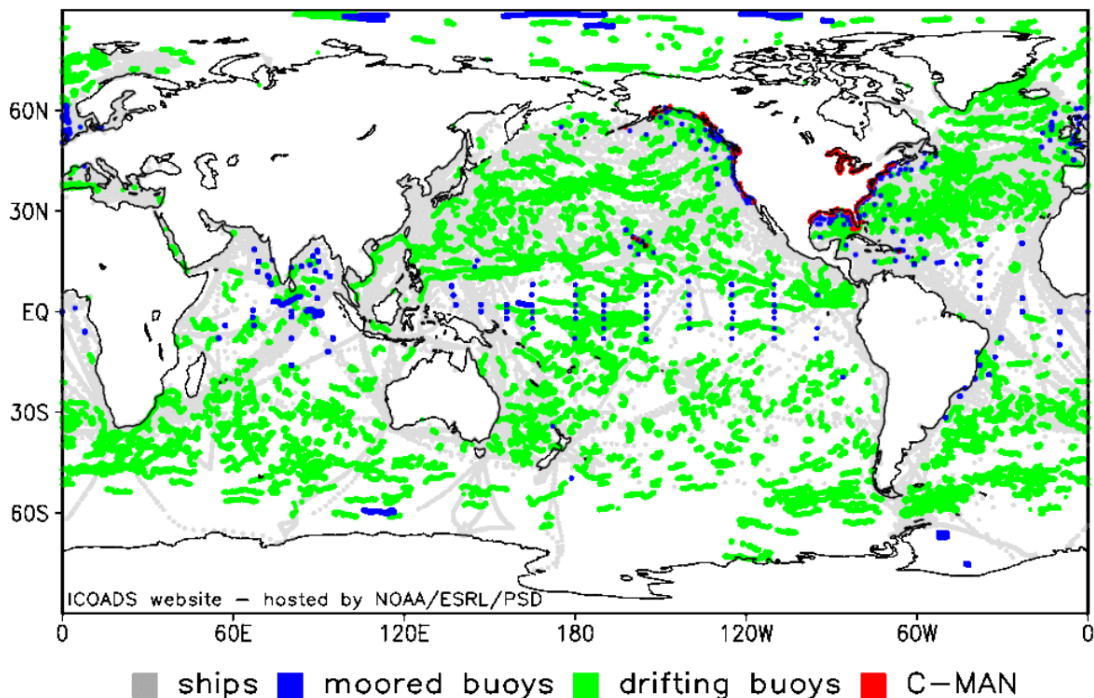 60N
30N
EQ
30S
60S
ICOADS website – hosted by NOAA/ESRL/PSD
0 60E 120E 180 120W 60W 0
ships moored buoys drifting buoys C-MAN